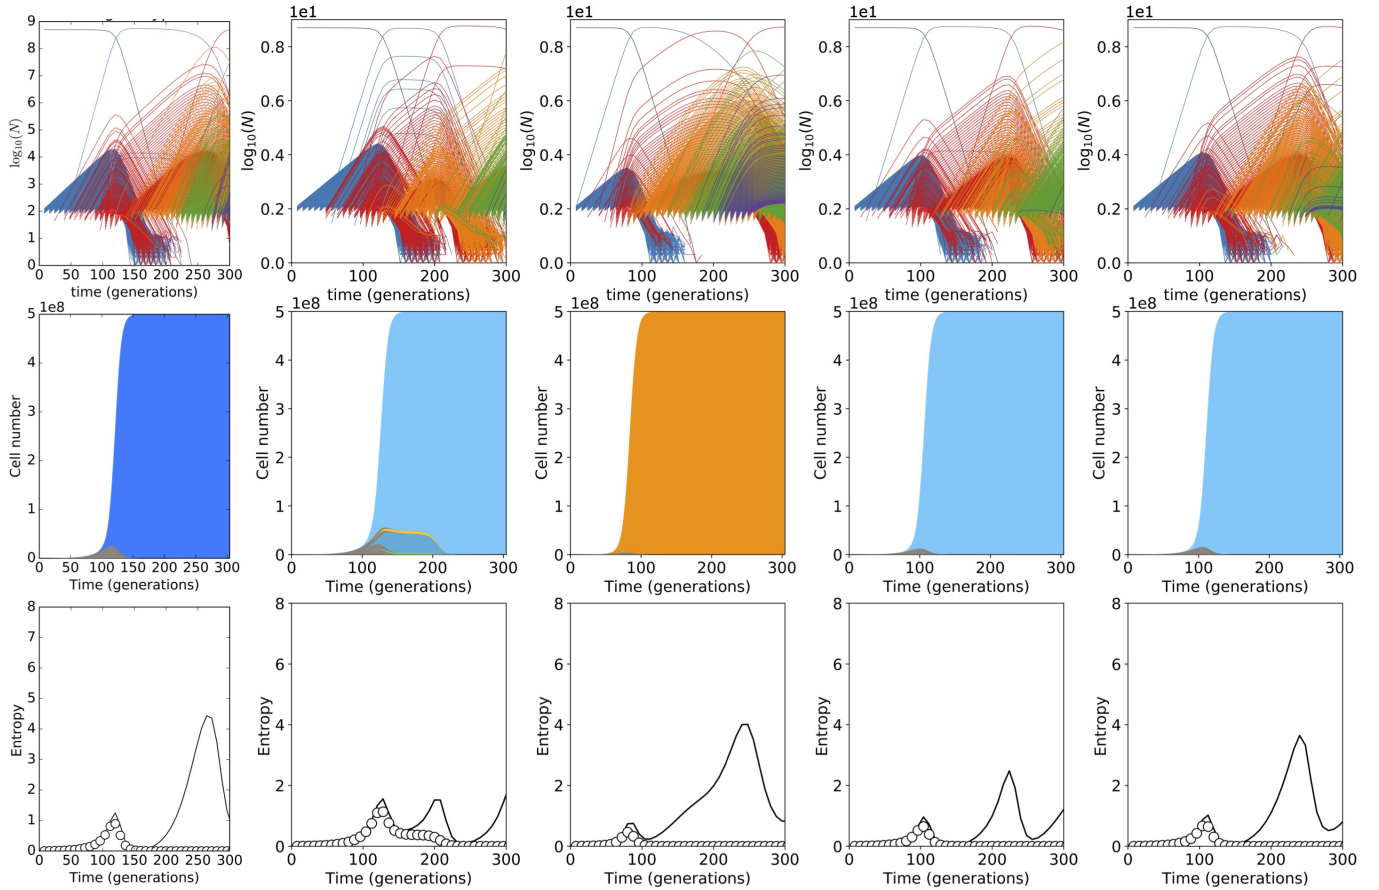 1e1 1e1 1e1 1e1
9 8 7 6 5 4 3 2 1 0
log10(N)
0 50 100 150 200 250 300
time (generations)
0.8 0.6 0.4 0.2 0.0
log10(N)
0 100 200 300
time (generations)
0.8 0.6 0.4 0.2 0.0
log10(N)
0 100 200 300
time (generations)
0.8 0.6 0.4 0.2 0.0
log10(N)
0 100 200 300
time (generations)
0.8 0.6 0.4 0.2 0.0
log10(N)
0 100 200 300
time (generations)
1e8
5 4 3 2 1 0
Cell number
0 50 100 150 200 250 300
Time (generations)
1e8
5 4 3 2 1 0
Cell number
0 100 200 300
Time (generations)
1e8
5 4 3 2 1 0
Cell number
0 100 200 300
Time (generations)
1e8
5 4 3 2 1 0
Cell number
0 100 200 300
Time (generations)
1e8
5 4 3 2 1 0
Cell number
0 100 200 300
Time (generations)
8 7 6 5 4 3 2 1 0
Entropy
0 50 100 150 200 250 300
Time (generations)
8 6 4 2 0
Entropy
0 100 200 300
Time (generations)
8 6 4 2 0
Entropy
0 100 200 300
Time (generations)
8 6 4 2 0
Entropy
0 100 200 300
Time (generations)
8 6 4 2 0
Entropy
0 100 200 300
Time (generations)